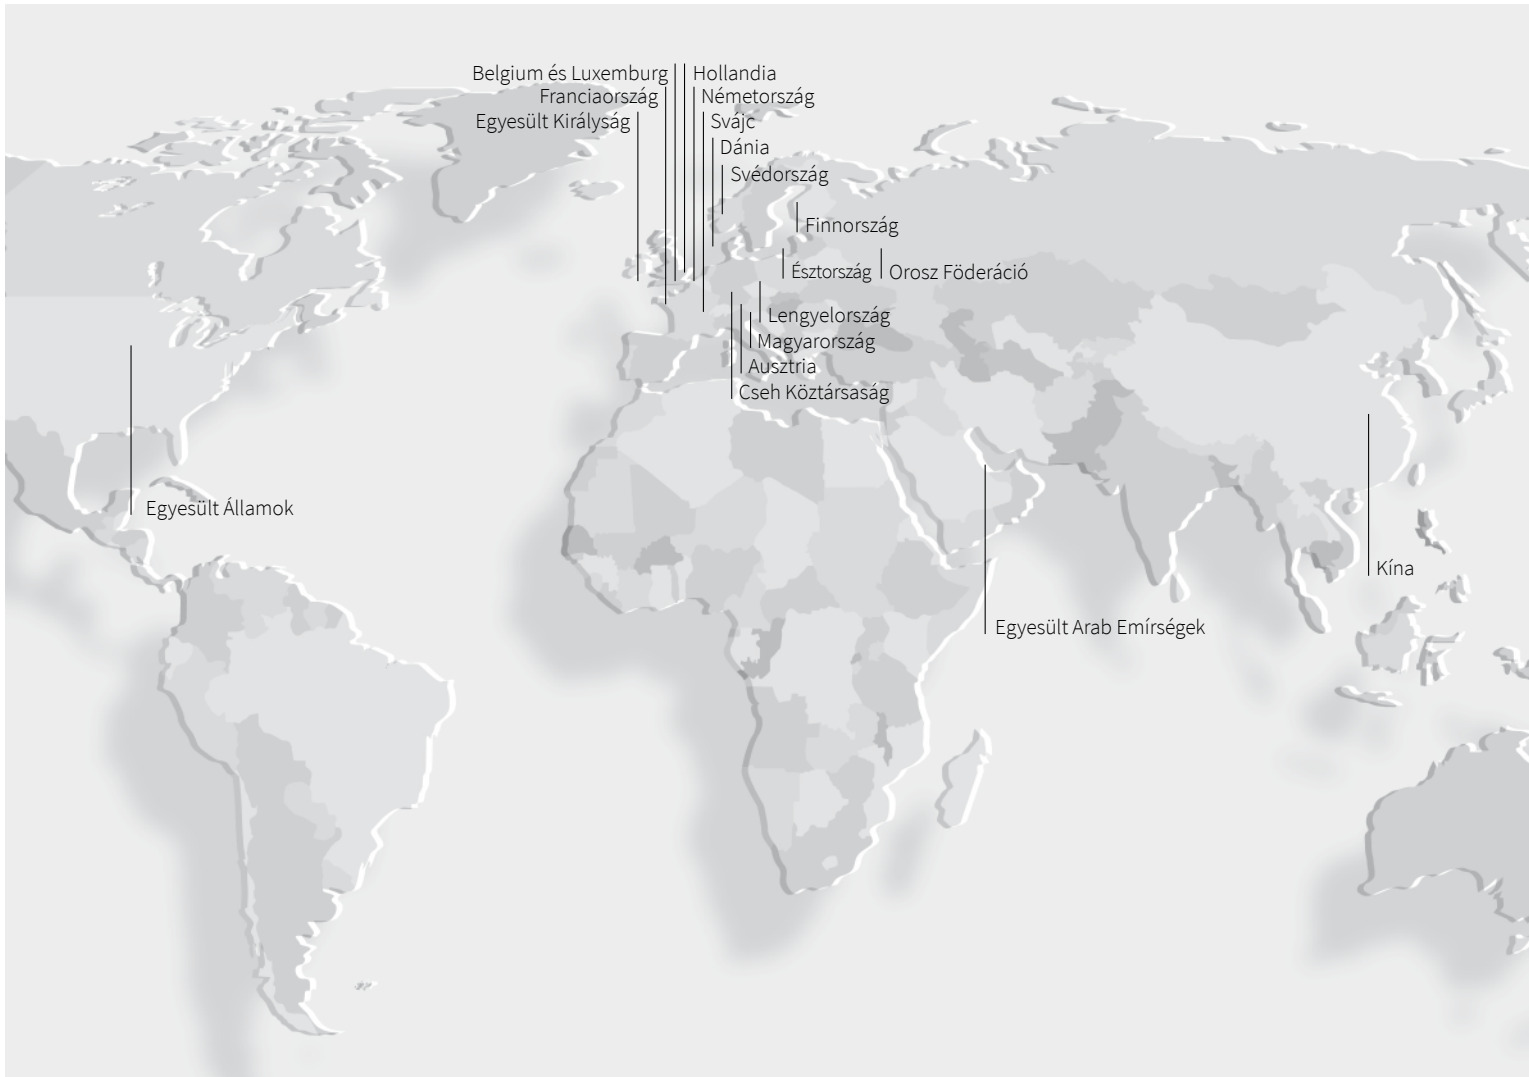 Belgium és Luxemburg
Hollandia
Franciaország
Németország
Egyesült Királyság
Svájc
Dánia
Svédország
Finnország
Észtország
Orosz Föderáció
Lengyelország
Magyarország
Ausztria
Cseh Köztársaság
Egyesült Államok
Kína
Egyesült Arab Emírségek